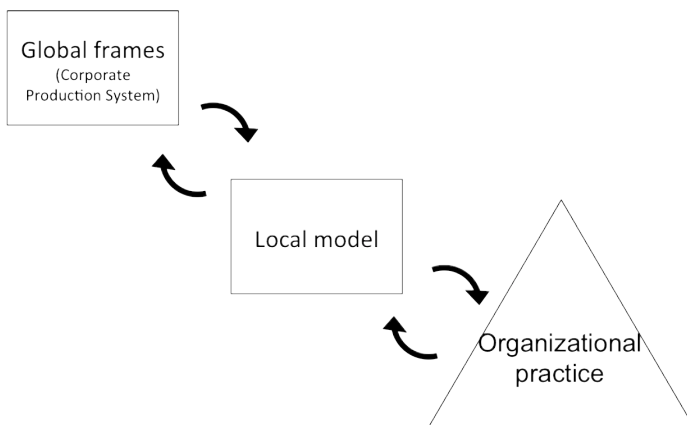 Global frames
(Corporate
Production System)
Local model
Organizational
practice